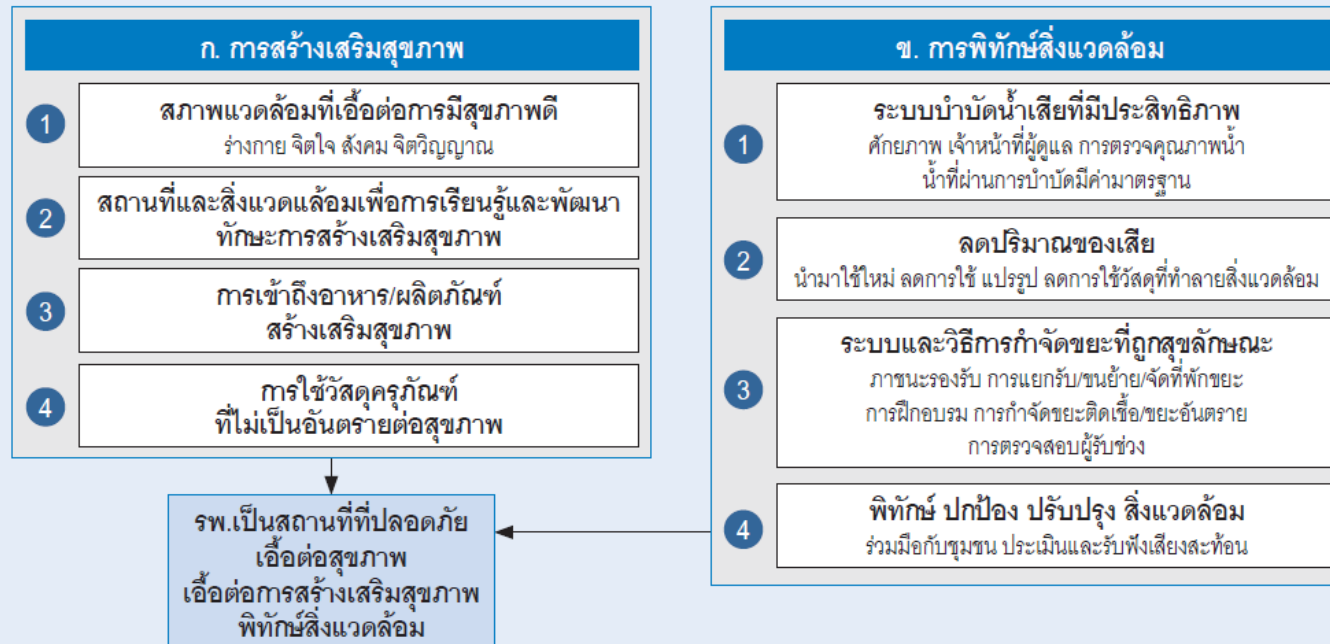 ก. การสร้างเสริมสุขภาพ
1
สภาพแวดล้อมที่เอื้อต่อการมีสุขภาพดี
ร่างกาย จิตใจ สังคม จิตวิญญาณ
2
สถานที่และสิ่งแวดแล้อมเพื่อการเรียนรู้และพัฒนา
ทักษะการสร้างเสริมสุขภาพ
3
การเข้าถึงอาหาร/ผลิตภัณฑ์
สร้างเสริมสุขภาพ
4
การใช้วัสดุครุภัณฑ์
ที่ไม่เป็นอันตรายต่อสุขภาพ
รพ.เป็นสถานที่ที่ปลอดภัย
เอื้อต่อสุขภาพ
เอื้อต่อการสร้างเสริมสุขภาพ
พิทักษ์สิ่งแวดล้อม
ข. การพิทักษ์สิ่งแวดล้อม
1
ระบบบำบัดน้ำเสียที่มีประสิทธิภาพ
ศักยภาพ เจ้าหน้าที่ผู้ดูแล การตรวจคุณภาพน้ำ
น้ำที่ผ่านการบำบัดมีค่ามาตรฐาน
2
ลดปริมาณของเสีย
นำมาใช้ใหม่ ลดการใช้ แปรรูป ลดการใช้วัสดุที่ทำลายสิ่งแวดล้อม
3
ระบบและวิธีการกำจัดขยะที่ถูกสุขลักษณะ
ภาชนะรองรับ การแยกรับ/ขนย้าย/จัดที่พักขยะ
การฝึกอบรม การกำจัดขยะติดเชื้อ/ขยะอันตราย
การตรวจสอบผู้รับช่วง
4
พิทักษ์ ปกป้อง ปรับปรุง สิ่งแวดล้อม
ร่วมมือกับชุมชน ประเมินและรับฟังเสียงสะท้อน